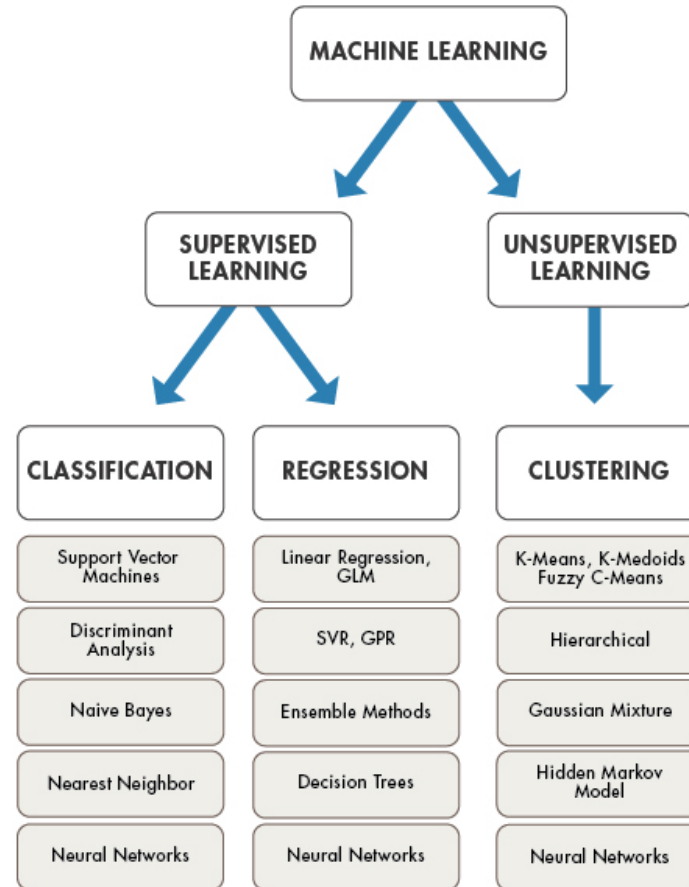 MACHINE LEARNING
SUPERVISED
LEARNING
UNSUPERVISED
LEARNING
CLASSIFICATION
Support Vector
Machines
Discriminant
Analysis
Naive Bayes
Nearest Neighbor
Neural Networks
REGRESSION
Linear Regression,
GLM
SVR, GPR
Ensemble Methods
Decision Trees
Neural Networks
CLUSTERING
K-Means, K-Medoids
Fuzzy C-Means
Hierarchical
Gaussian Mixture
Hidden Markov
Model
Neural Networks